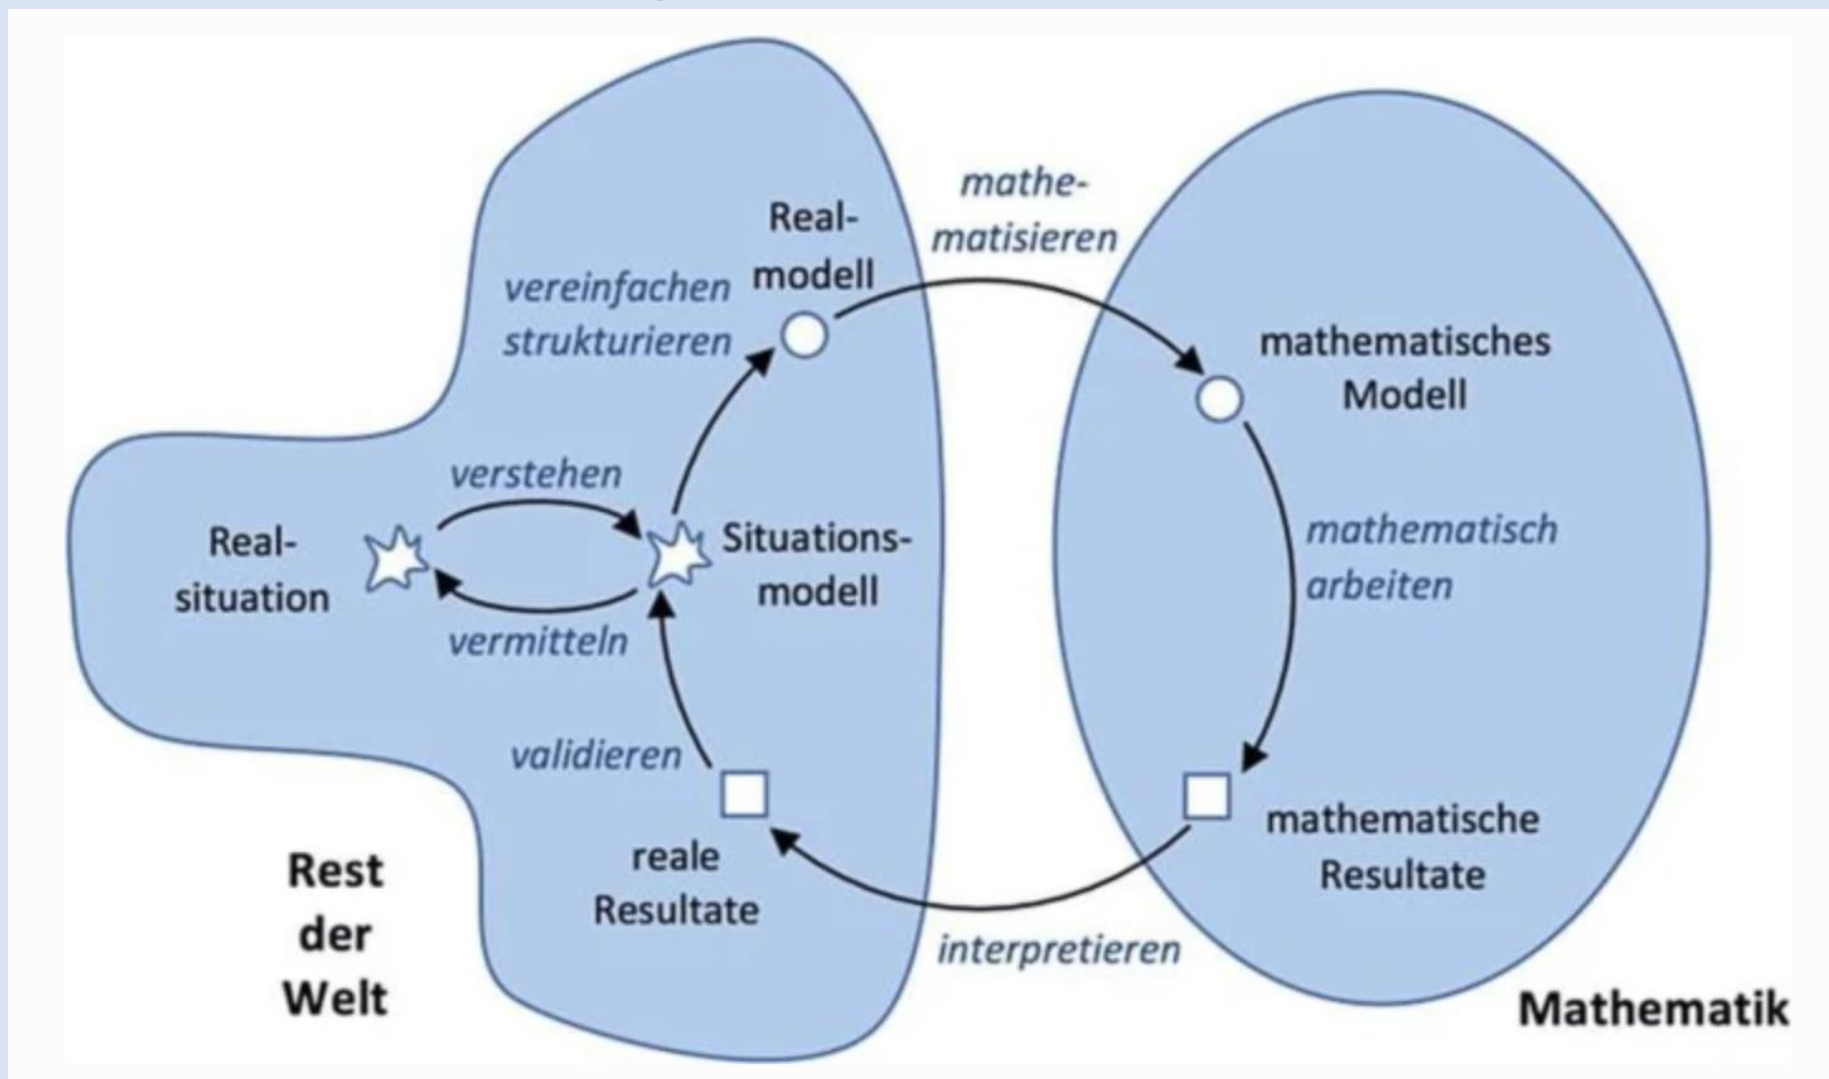 mathe-
matisieren
Real-
modell
vereinfachen
strukturieren
mathematisches
Modell
verstehen
Real-
situation
Situations-
modell
mathematisch
arbeiten
vermitteln
validieren
mathematische
Resultate
reale
Resultate
interpretieren
Rest
der
Welt
Mathematik